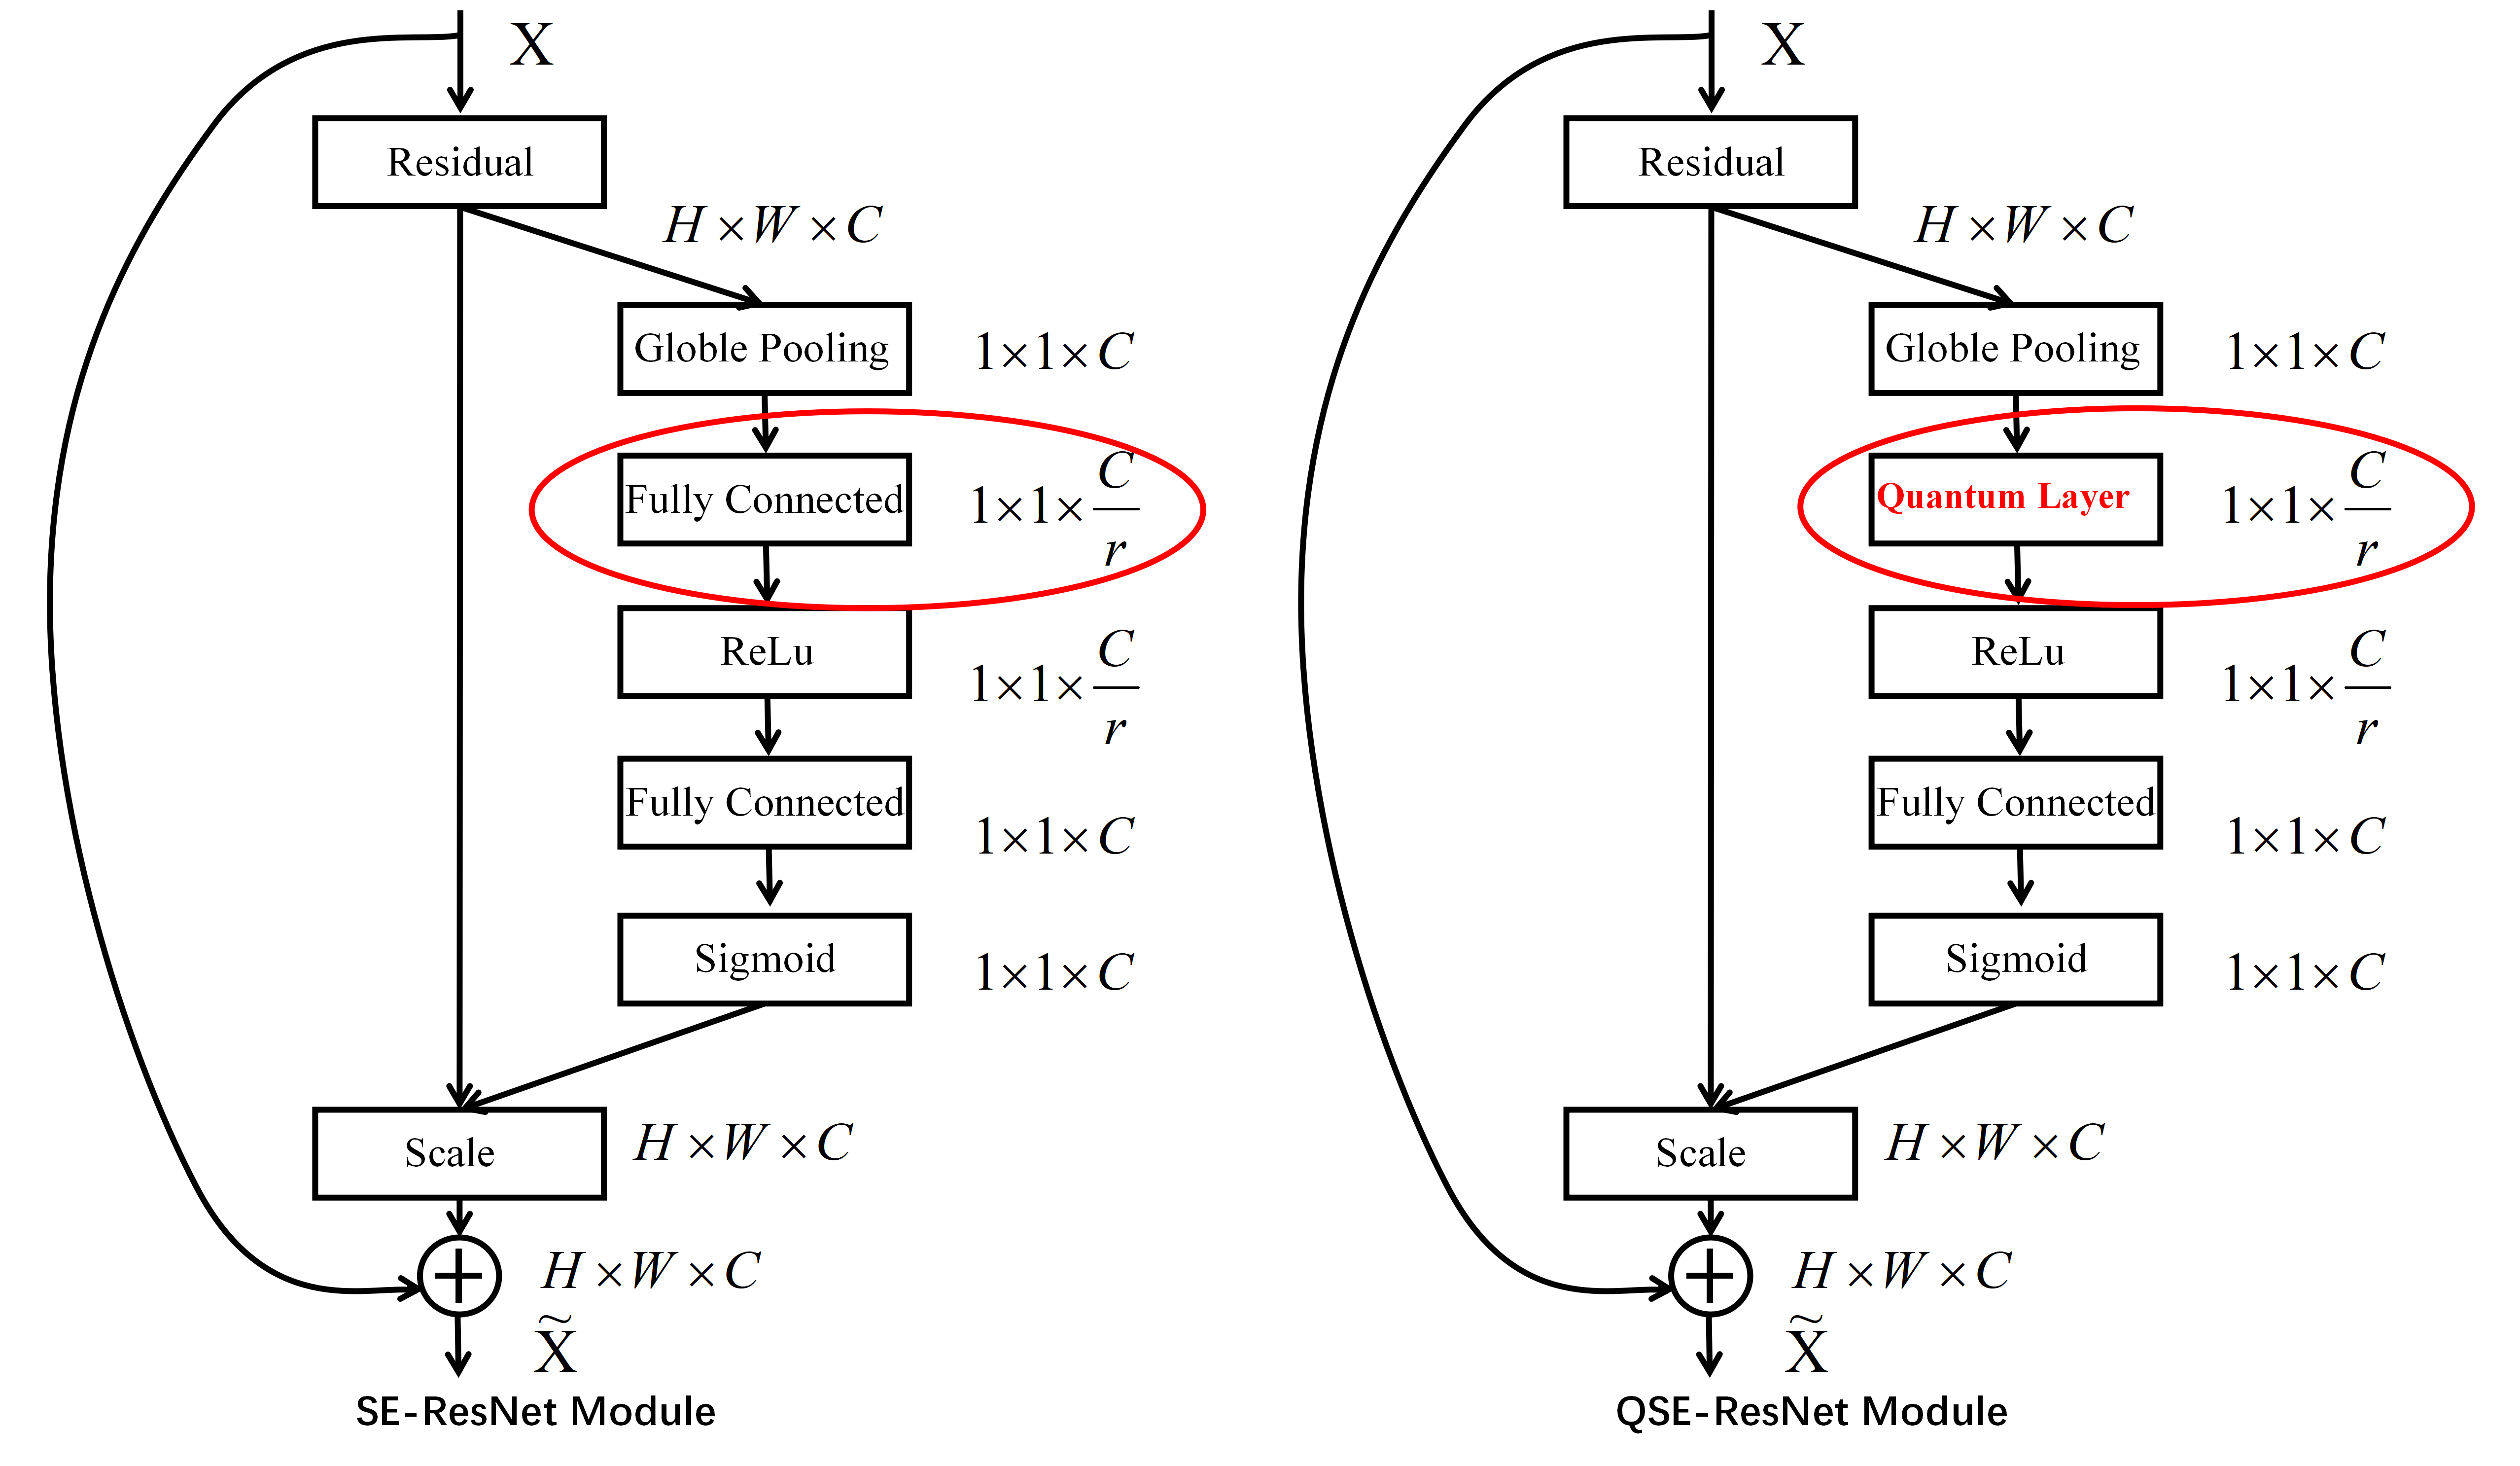 X
Residual
H × W × C
Globle Pooling
1×1×C
Fully Connected
1×1×C/r
ReLu
1×1×C/r
Fully Connected
1×1×C
Sigmoid
1×1×C
Scale
H × W × C
H × W × C
X̃
SE-ResNet Module
X
Residual
H × W × C
Globle Pooling
1×1×C
Quantum Layer
1×1×C/r
ReLu
1×1×C/r
Fully Connected
1×1×C
Sigmoid
1×1×C
Scale
H × W × C
H × W × C
X̃
QSE-ResNet Module